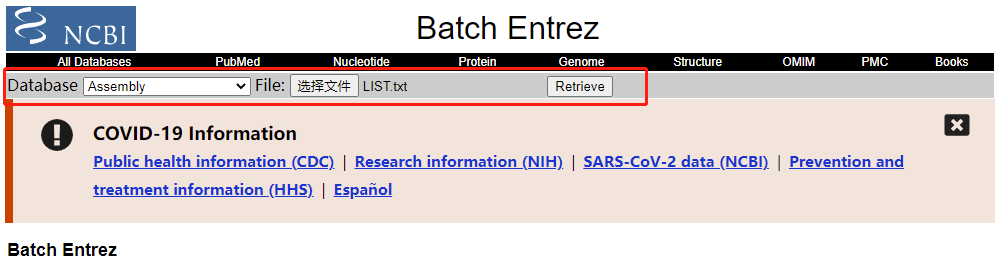 NCBI
Batch Entrez
All Databases PubMed Nucleotide Protein Genome Structure OMIM PMC Books
Database Assembly File: 选择文件 LIST.txt Retrieve
COVID-19 Information
Public health information (CDC) | Research information (NIH) | SARS-CoV-2 data (NCBI) | Prevention and
treatment information (HHS) | Español
Batch Entrez